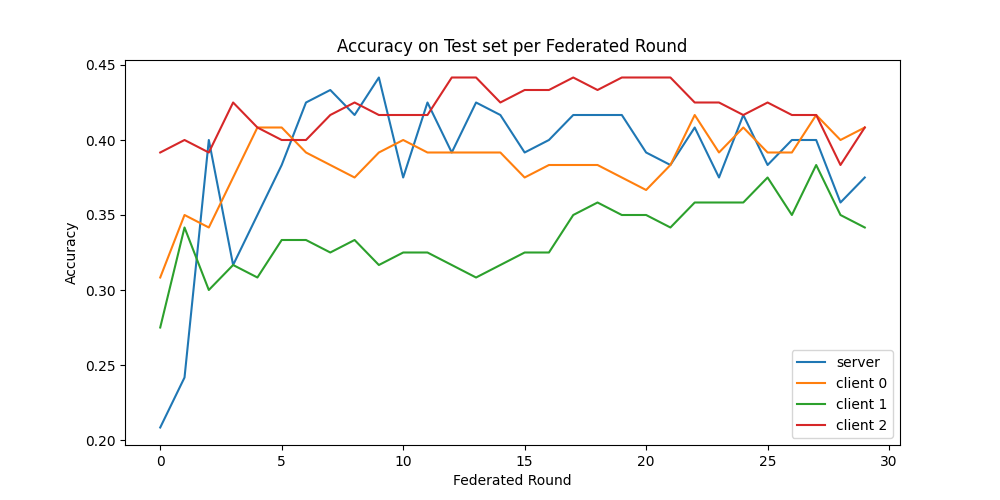 Accuracy on Test set per Federated Round
Accuracy
0.45
0.40
0.35
0.30
0.25
0.20
0 5 10 15 20 25 30
Federated Round
server
client 0
client 1
client 2